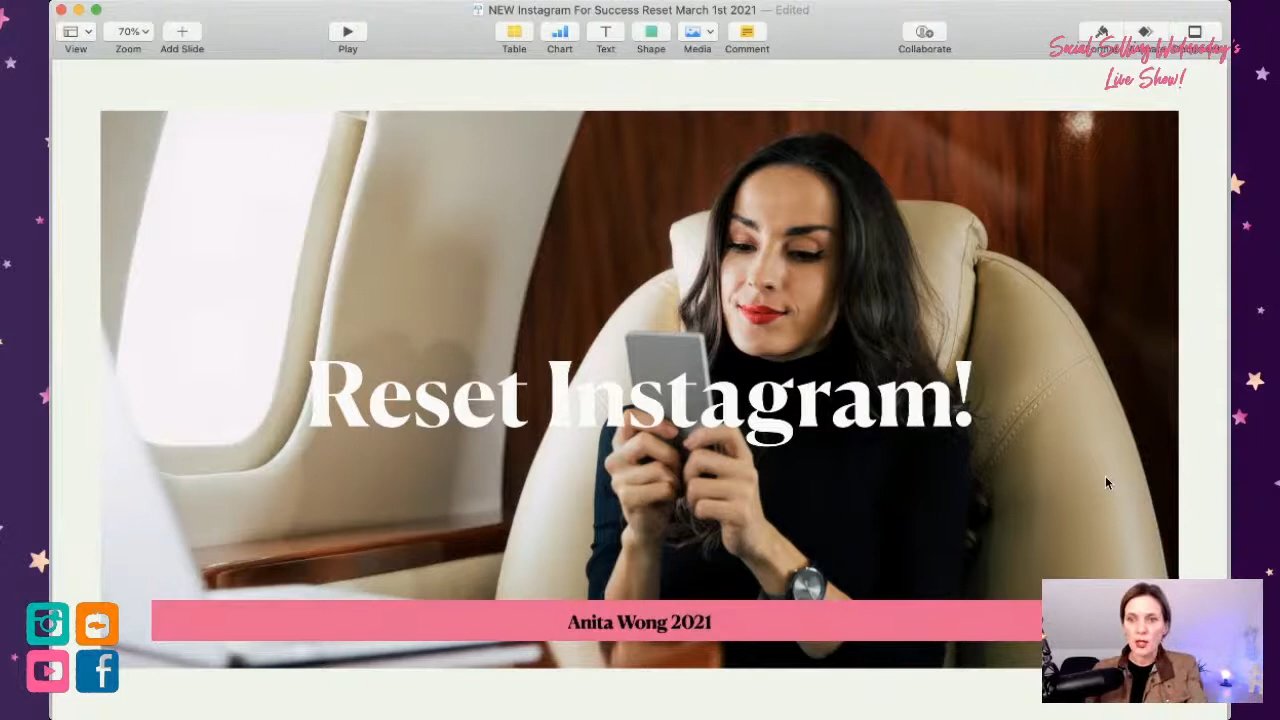 NEW Instagram For Success Reset March 1st 2021 — Edited
70%
View
Zoom
Add Slide
Play
Table
Chart
Text
Shape
Media
Comment
Collaborate
Social Selling Wednesday's
Live Show!
Reset Instagram!
Anita Wong 2021